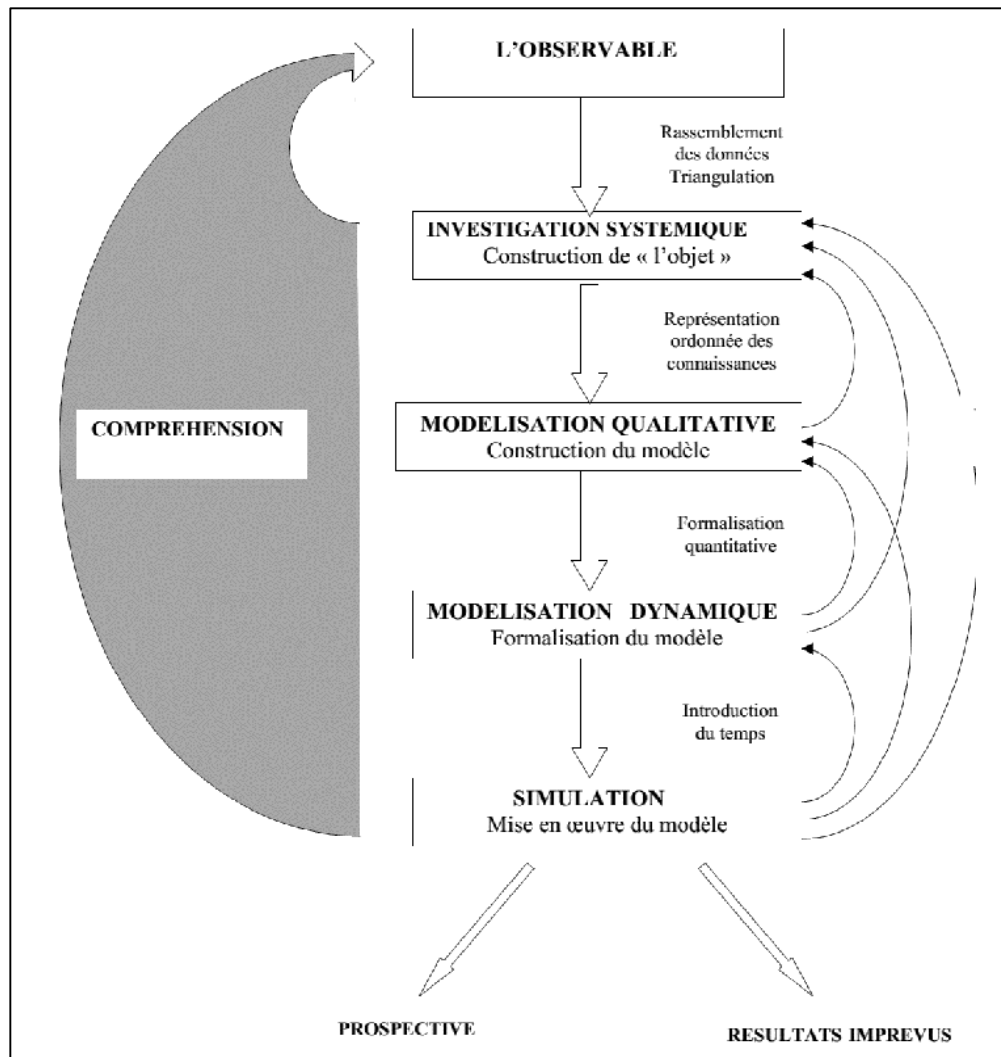 L'OBSERVABLE
Rassemblement
des données
Triangulation
INVESTIGATION SYSTEMIQUE
Construction de « l'objet »
Représentation
ordonnée des
connaissances
COMPREHENSION
MODELISATION QUALITATIVE
Construction du modèle
Formalisation
quantitative
MODELISATION DYNAMIQUE
Formalisation du modèle
Introduction
du temps
SIMULATION
Mise en œuvre du modèle
PROSPECTIVE
RESULTATS IMPREVUS